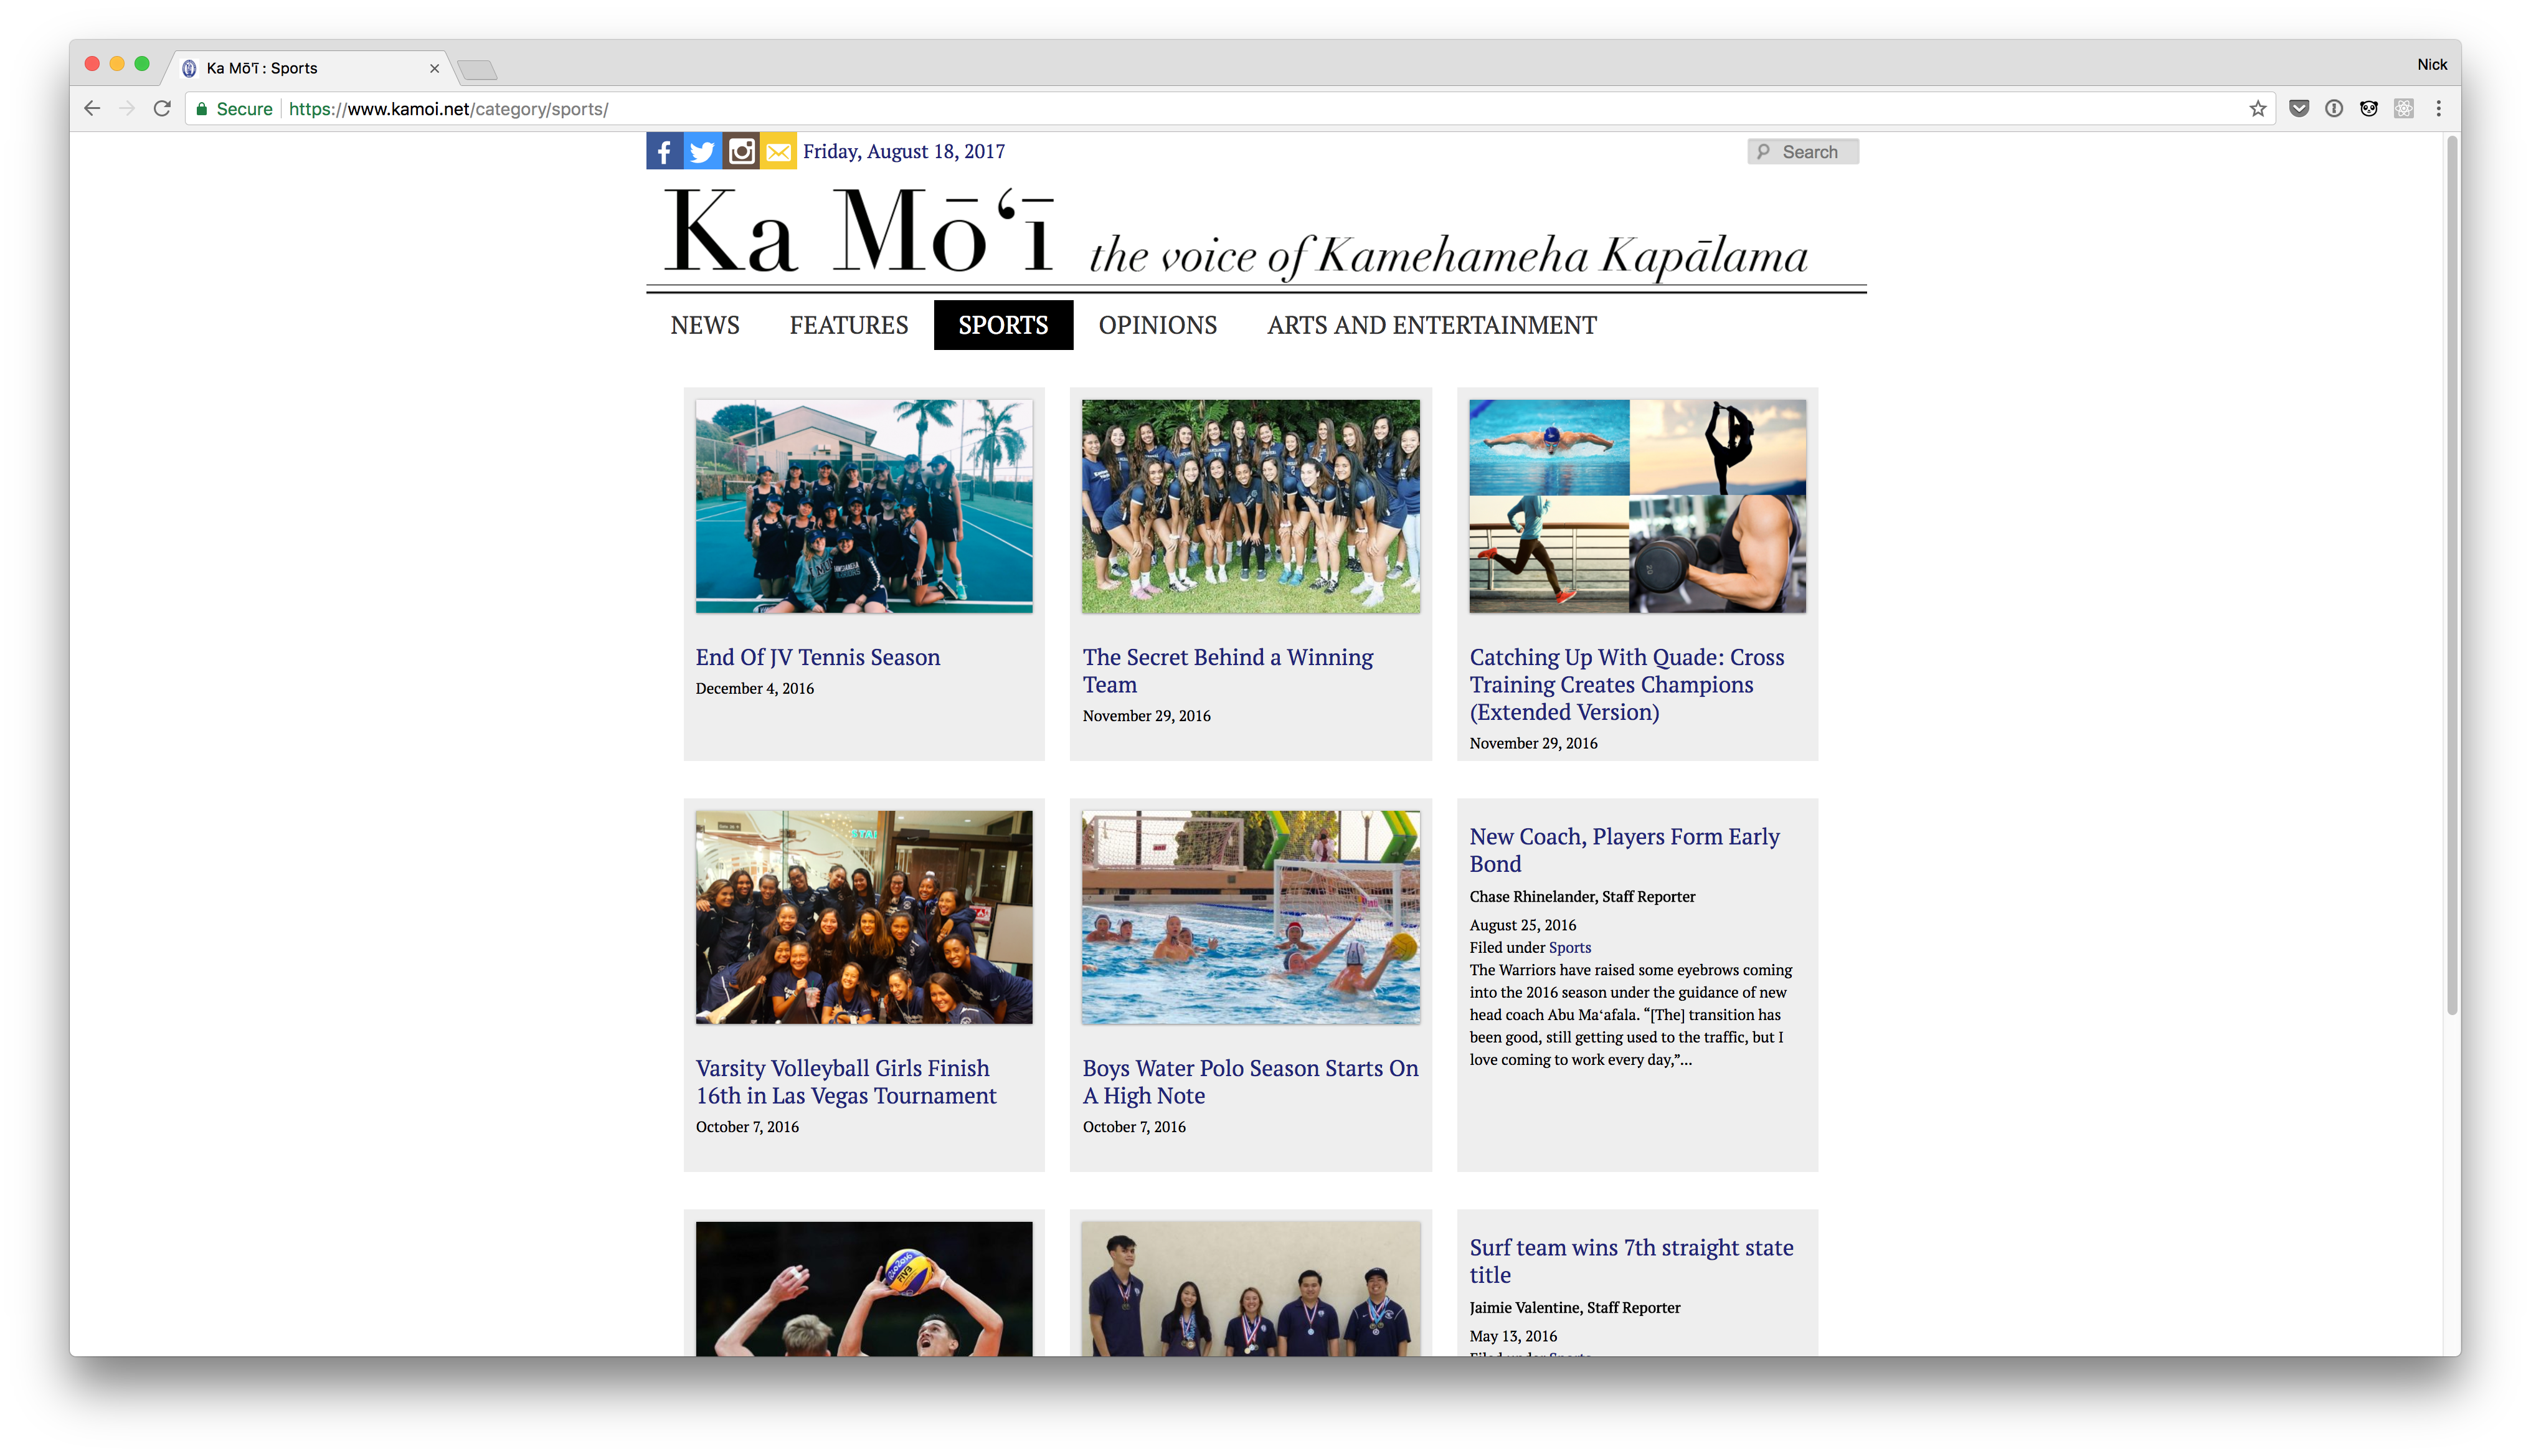 Ka Mō'ī : Sports
Nick
Secure https://www.kamoi.net/category/sports/
Friday, August 18, 2017
Search
Ka Moʻī the voice of Kamehameha Kapālama
NEWS FEATURES SPORTS OPINIONS ARTS AND ENTERTAINMENT
End Of JV Tennis Season
December 4, 2016
The Secret Behind a Winning
Team
November 29, 2016
Catching Up With Quade: Cross
Training Creates Champions
(Extended Version)
November 29, 2016
Varsity Volleyball Girls Finish
16th in Las Vegas Tournament
October 7, 2016
Boys Water Polo Season Starts On
A High Note
October 7, 2016
New Coach, Players Form Early
Bond
Chase Rhinelander, Staff Reporter
August 25, 2016
Filed under Sports
The Warriors have raised some eyebrows coming
into the 2016 season under the guidance of new
head coach Abu Maʻafala. “[The] transition has
been good, still getting used to the traffic, but I
love coming to work every day,”...
Surf team wins 7th straight state
title
Jaimie Valentine, Staff Reporter
May 13, 2016
Filed under Sports